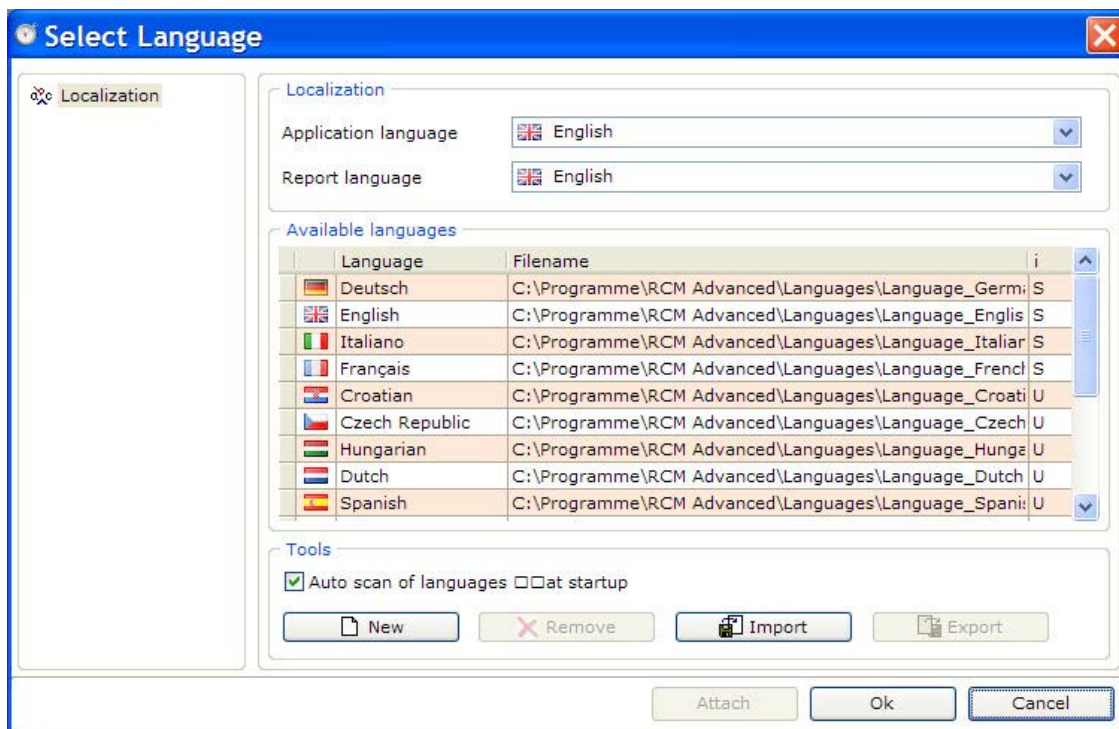 Select Language
Localization
Localization
Application language English
Report language English
Available languages
Language Filename i
Deutsch C:\Programme\RCM Advanced\Languages\Language_Germa S
English C:\Programme\RCM Advanced\Languages\Language_Englis S
Italiano C:\Programme\RCM Advanced\Languages\Language_Italian S
Français C:\Programme\RCM Advanced\Languages\Language_French S
Croatian C:\Programme\RCM Advanced\Languages\Language_Croati U
Czech Republic C:\Programme\RCM Advanced\Languages\Language_Czech U
Hungarian C:\Programme\RCM Advanced\Languages\Language_Hunga U
Dutch C:\Programme\RCM Advanced\Languages\Language_Dutch U
Spanish C:\Programme\RCM Advanced\Languages\Language_Spanis U
Tools
Auto scan of languages □□at startup
New Remove Import Export
Attach Ok Cancel